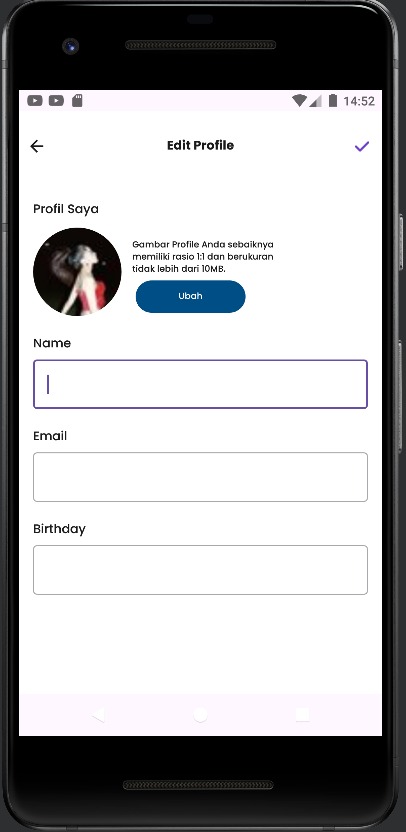 14:52
Edit Profile
Profil Saya
Gambar Profile Anda sebaiknya
memiliki rasio 1:1 dan berukuran
tidak lebih dari 10MB.
Ubah
Name
Email
Birthday